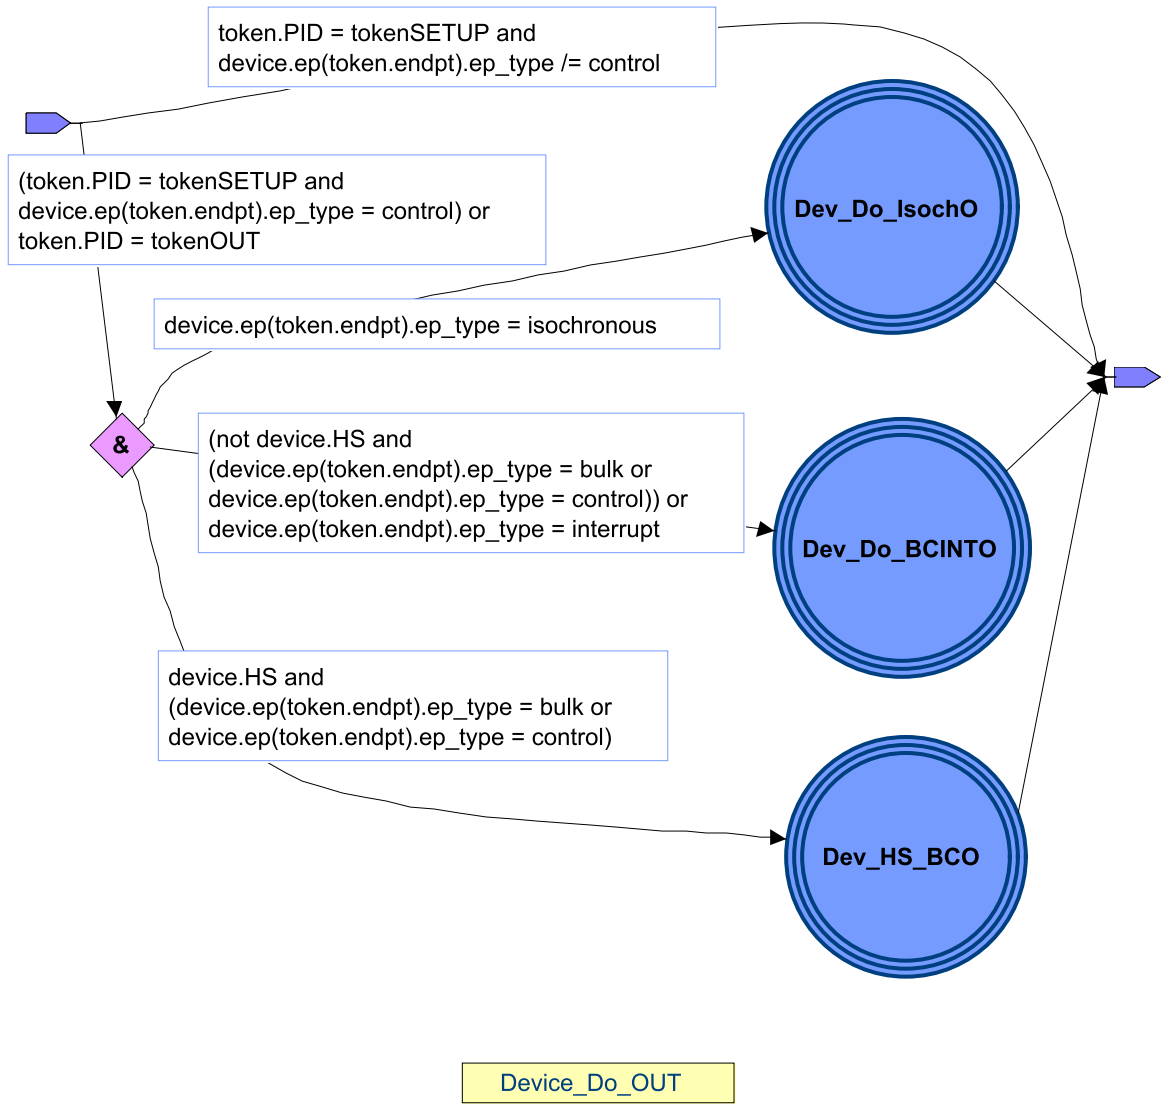 token.PID = tokenSETUP and
device.ep(token.endpt).ep_type /= control
(token.PID = tokenSETUP and
device.ep(token.endpt).ep_type = control) or
token.PID = tokenOUT
Dev_Do_IsochO
device.ep(token.endpt).ep_type = isochronous
&
(not device.HS and
(device.ep(token.endpt).ep_type = bulk or
device.ep(token.endpt).ep_type = control)) or
device.ep(token.endpt).ep_type = interrupt
Dev_Do_BCINTO
device.HS and
(device.ep(token.endpt).ep_type = bulk or
device.ep(token.endpt).ep_type = control)
Dev_HS_BCO
Device_Do_OUT